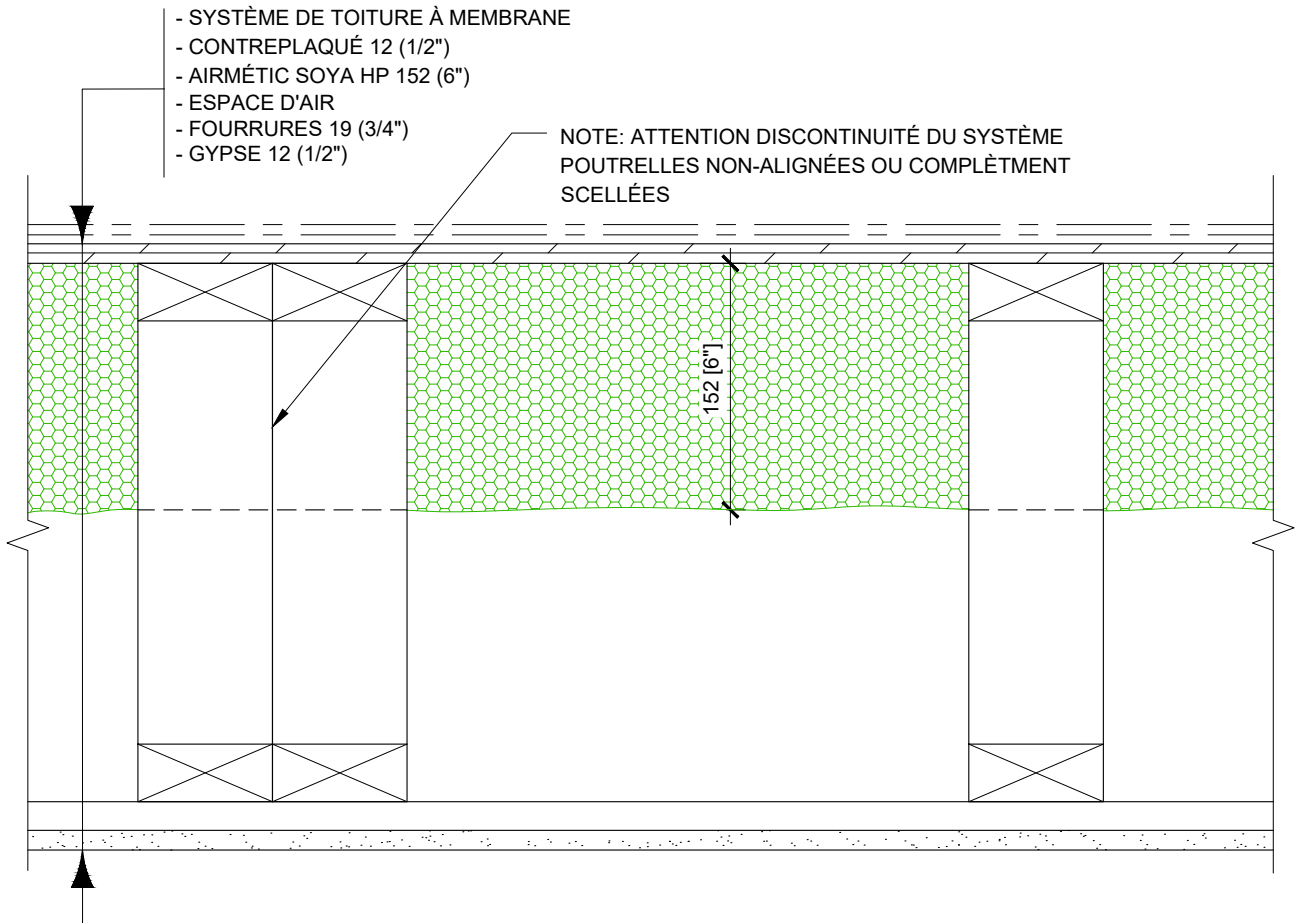 - SYSTÈME DE TOITURE À MEMBRANE
- CONTREPLAQUÉ 12 (1/2")
- AIRMÉTIC SOYA HP 152 (6")
- ESPACE D'AIR
- FOURRURES 19 (3/4")
- GYPSE 12 (1/2")
NOTE: ATTENTION DISCONTINUITÉ DU SYSTÈME
POUTRELLES NON-ALIGNÉES OU COMPLÈTMENT
SCELLÉES
152 [6"]